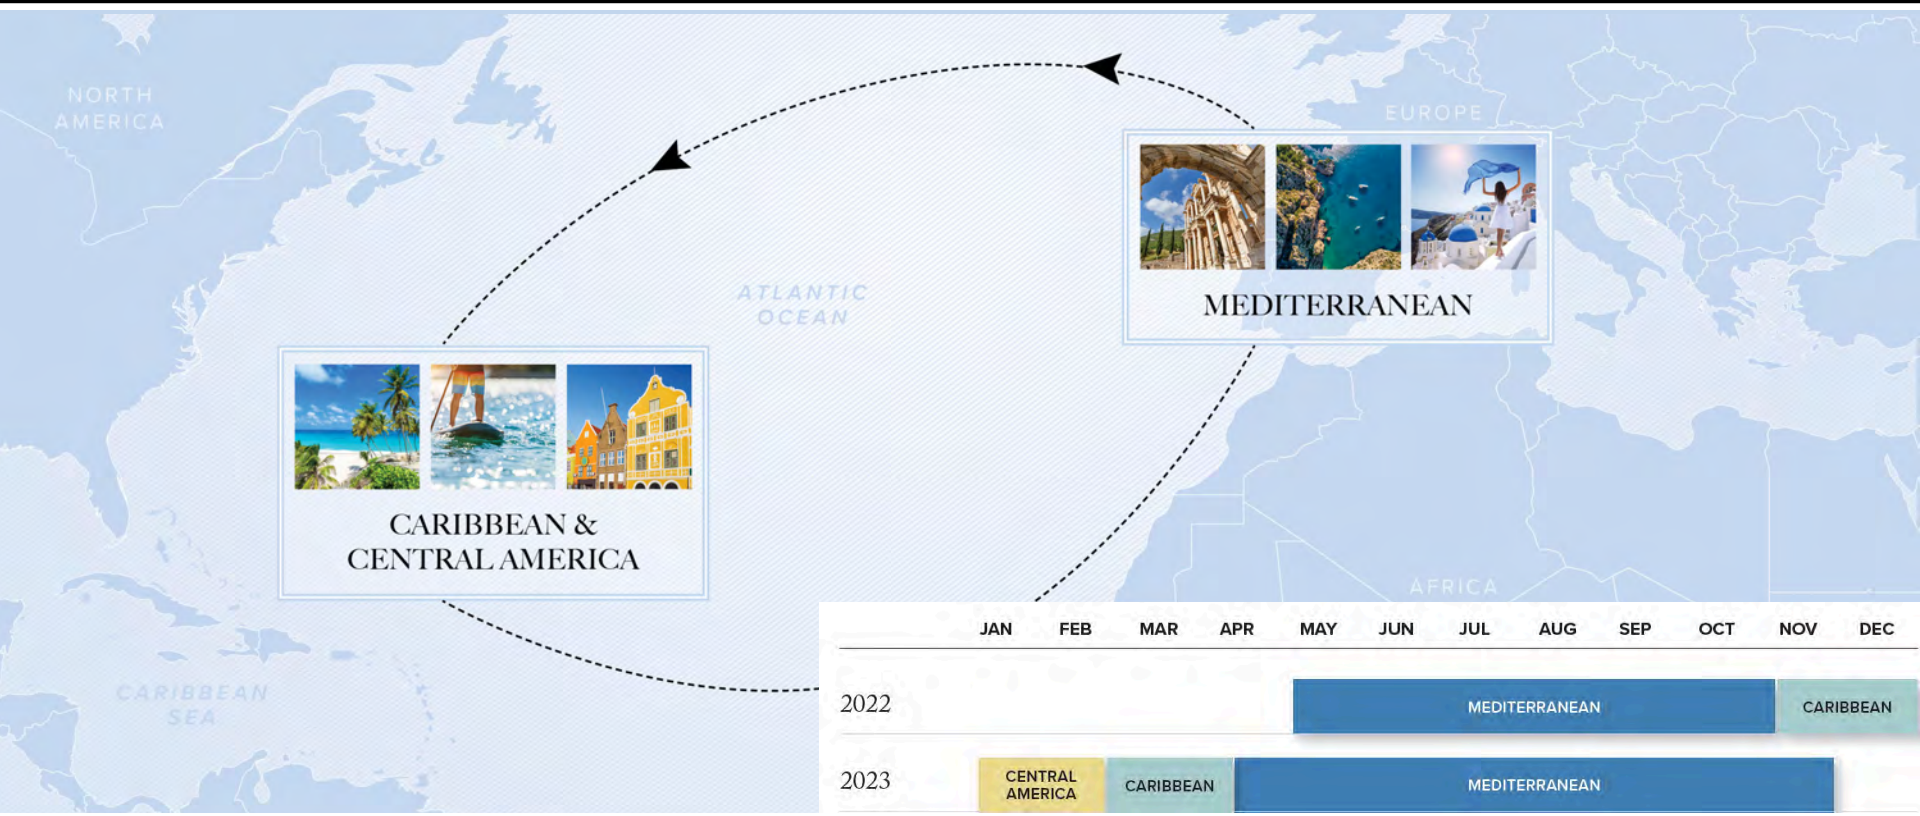 NORTH
AMERICA
EUROPE
MEDITERRANEAN
ATLANTIC
OCEAN
CARIBBEAN &
CENTRAL AMERICA
AFRICA
CARIBBEAN
SEA
JAN FEB MAR APR MAY JUN JUL AUG SEP OCT NOV DEC
2022 MEDITERRANEAN CARIBBEAN
2023 CENTRAL AMERICA CARIBBEAN MEDITERRANEAN